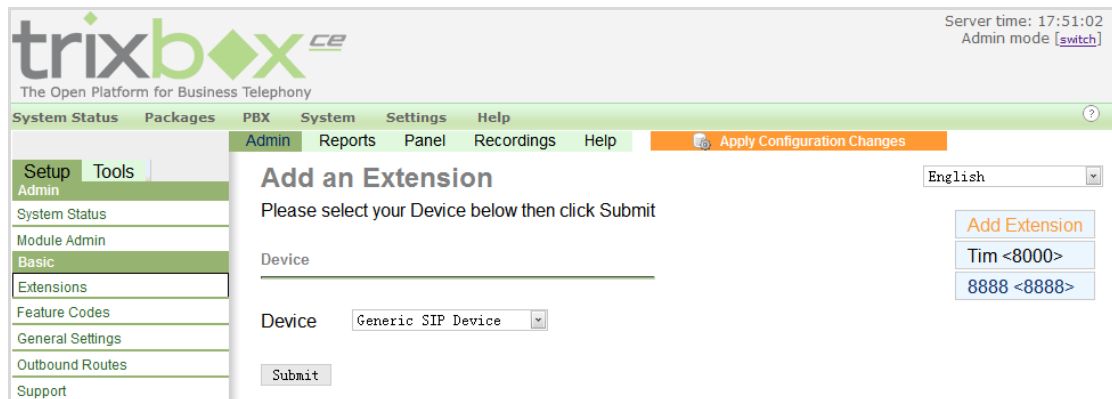 Server time: 17:51:02
Admin mode [switch]
trixbox CE
The Open Platform for Business Telephony
System Status Packages PBX System Settings Help ?
Admin Reports Panel Recordings Help Apply Configuration Changes
Setup Tools
Admin
System Status
Module Admin
Basic
Extensions
Feature Codes
General Settings
Outbound Routes
Support
Add an Extension
Please select your Device below then click Submit
Device
Device Generic SIP Device
Submit
English
Add Extension
Tim <8000>
8888 <8888>